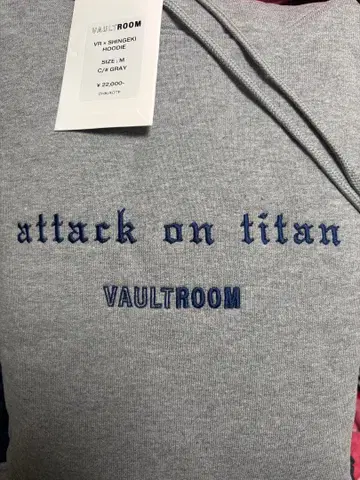 VAULTROOM
VR × SHINGEKI
HOODIE
SIZE : M
C/# GRAY
¥ 22,000-
attack on titan
VAULTROOM